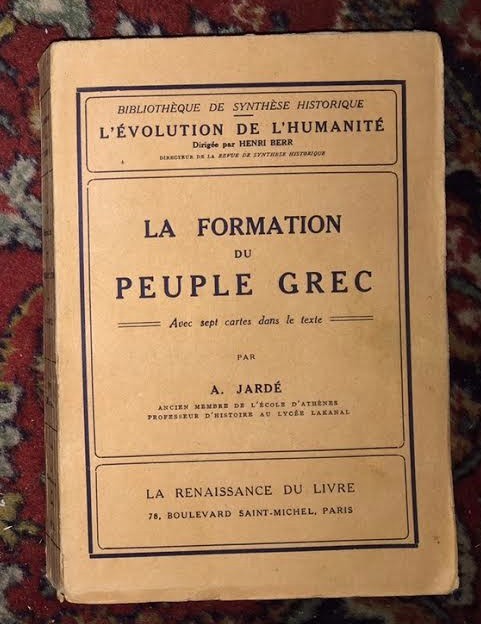 BIBLIOTHÈQUE DE SYNTHÈSE HISTORIQUE
L'ÉVOLUTION DE L'HUMANITÉ
Dirigée par HENRI BERR
DIRECTEUR DE LA REVUE DE SYNTHÈSE HISTORIQUE
LA FORMATION
DU
PEUPLE GREC
Avec sept cartes dans le texte
PAR
A. JARDÉ
ANCIEN MEMBRE DE L'ÉCOLE D'ATHÈNES
PROFESSEUR D'HISTOIRE AU LYCÉE LAKANAL
LA RENAISSANCE DU LIVRE
78, BOULEVARD SAINT-MICHEL, PARIS